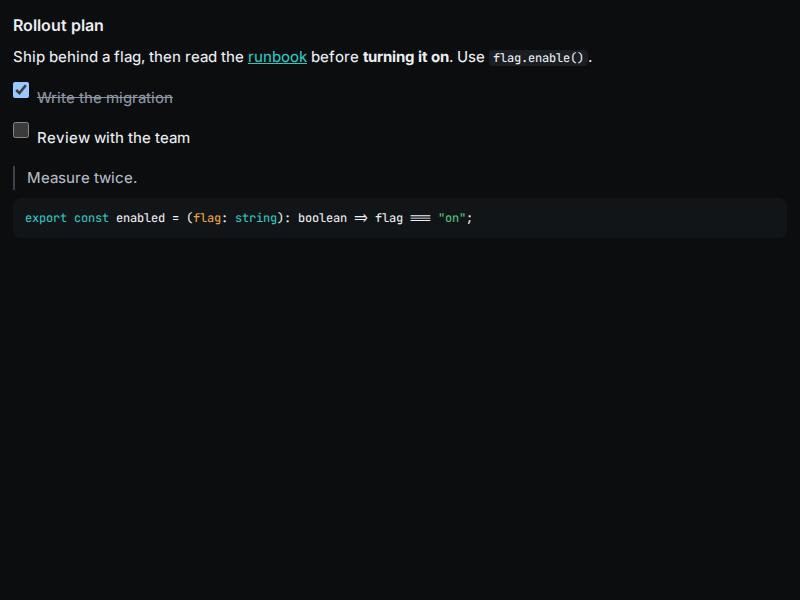 Rollout plan
Ship behind a flag, then read the runbook before turning it on. Use flag.enable().
Write the migration
Review with the team
Measure twice.
export const enabled = (flag: string): boolean => flag === "on";